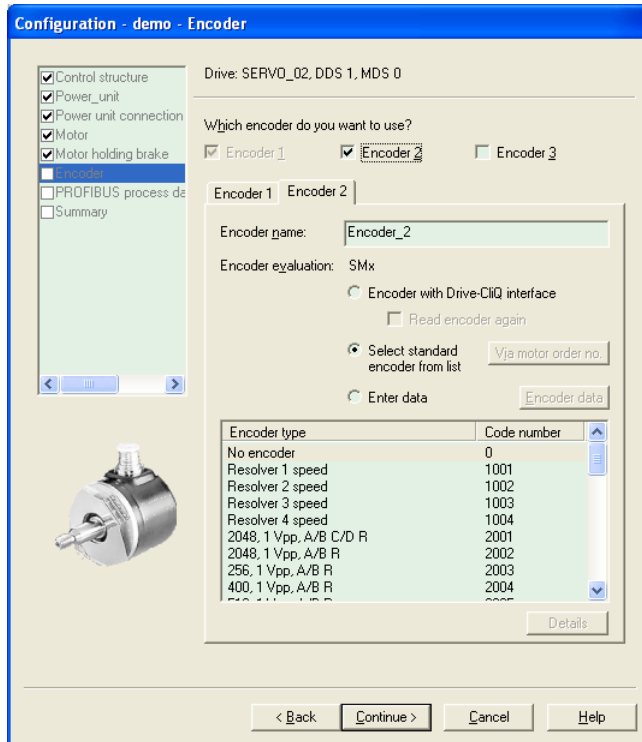 Configuration - demo - Encoder
Control structure
Power_unit
Power unit connection
Motor
Motor holding brake
Encoder
PROFIBUS process da
Summary
Drive: SERVO_02, DDS 1, MDS 0
Which encoder do you want to use?
Encoder 1
Encoder 2
Encoder 3
Encoder 1
Encoder 2
Encoder name:
Encoder_2
Encoder evaluation:
SMx
Encoder with Drive-CliQ interface
Read encoder again
Select standard
encoder from list
Via motor order no.
Enter data
Encoder data
Encoder type Code number
No encoder 0
Resolver 1 speed 1001
Resolver 2 speed 1002
Resolver 3 speed 1003
Resolver 4 speed 1004
2048, 1 Vpp, A/B C/D R 2001
2048, 1 Vpp, A/B R 2002
256, 1 Vpp, A/B R 2003
400, 1 Vpp, A/B R 2004
Details
< Back
Continue >
Cancel
Help